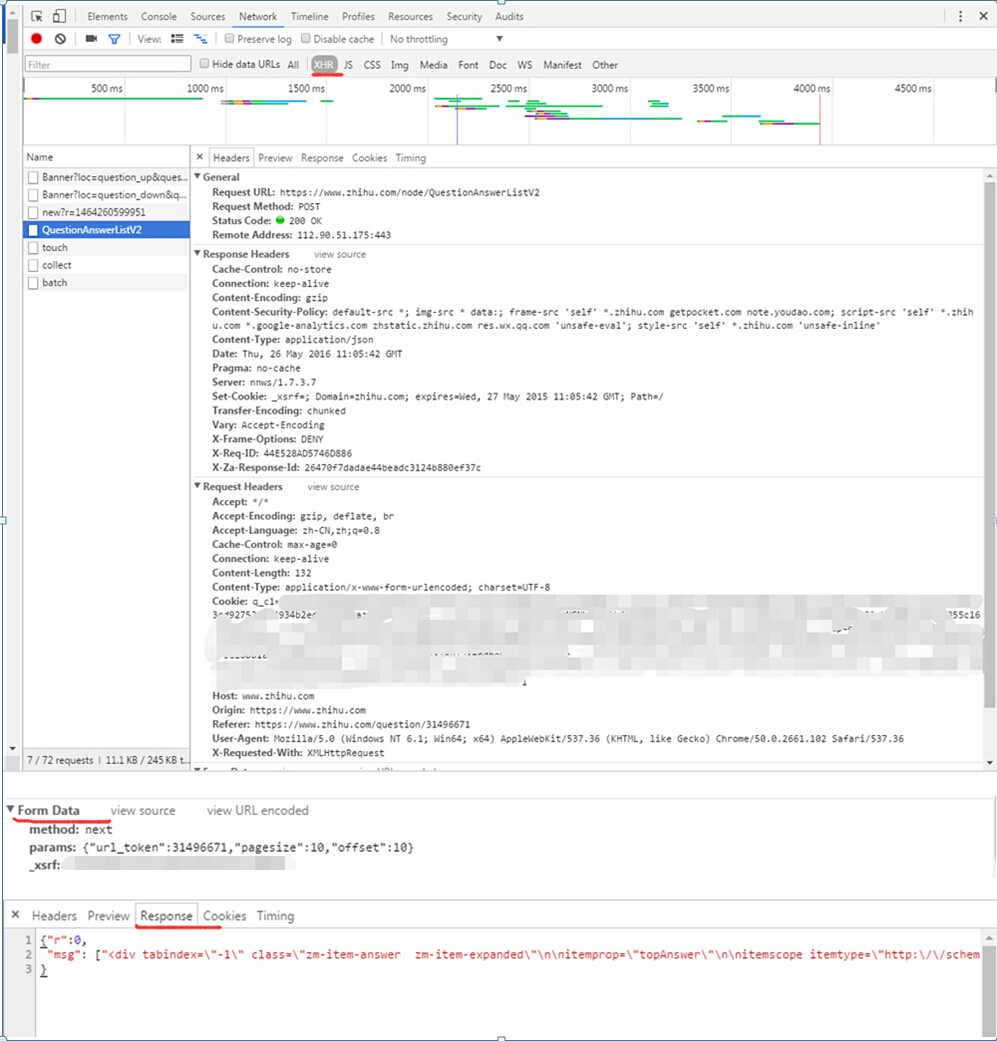 Elements Console Sources Network Timeline Profiles Resources Security Audits
View: Preserve log Disable cache No throttling
Filter Hide data URLs All XHR JS CSS Img Media Font Doc WS Manifest Other
500 ms 1000 ms 1500 ms 2000 ms 2500 ms 3000 ms 3500 ms 4000 ms 4500 ms
Name
Banner?loc=question_up&ques...
Banner?loc=question_down&q...
new?r=1464260599951
QuestionAnswerListV2
touch
collect
batch
7 / 72 requests | 11.1 KB / 245 KB t...
× Headers Preview Response Cookies Timing
General
Request URL: https://www.zhihu.com/node/QuestionAnswerListV2
Request Method: POST
Status Code: 200 OK
Remote Address: 112.90.51.175:443
Response Headers view source
Cache-Control: no-store
Connection: keep-alive
Content-Encoding: gzip
Content-Security-Policy: default-src *; img-src * data:; frame-src 'self' *.zhihu.com getpocket.com note.youdao.com; script-src 'self' *.zhi
u.com *.google-analytics.com zhstatic.zhihu.com res.wx.qq.com 'unsafe-eval'; style-src 'self' *.zhihu.com 'unsafe-inline'
Content-Type: application/json
Date: Thu, 26 May 2016 11:05:42 GMT
Pragma: no-cache
Server: nnws/1.7.3.7
Set-Cookie: _xsrf=; Domain=zhihu.com; expires=Wed, 27 May 2015 11:05:42 GMT; Path=/
Transfer-Encoding: chunked
Vary: Accept-Encoding
X-Frame-Options: DENY
X-Req-ID: 44E528AD5746D886
X-Za-Response-Id: 26470f7dadae44beadc3124b880ef37c
Request Headers view source
Accept: */*
Accept-Encoding: gzip, deflate, br
Accept-Language: zh-CN,zh;q=0.8
Cache-Control: max-age=0
Connection: keep-alive
Content-Length: 132
Content-Type: application/x-www-form-urlencoded; charset=UTF-8
Cookie: q_c1=
Host: www.zhihu.com
Origin: https://www.zhihu.com
Referer: https://www.zhihu.com/question/31496671
User-Agent: Mozilla/5.0 (Windows NT 6.1; Win64; x64) AppleWebKit/537.36 (KHTML, like Gecko) Chrome/50.0.2661.102 Safari/537.36
X-Requested-With: XMLHttpRequest
Form Data view source view URL encoded
method: next
params: {"url_token":31496671,"pagesize":10,"offset":10}
_xsrf:
× Headers Preview Response Cookies Timing
1 {"r":0,
2 "msg": ["<div tabindex=\"-1\" class=\"zm-item-answer  zm-item-expanded\"\n\nitemprop=\"topAnswer\"\n\nitemscope itemtype=\"http:\/\/schem
3 }